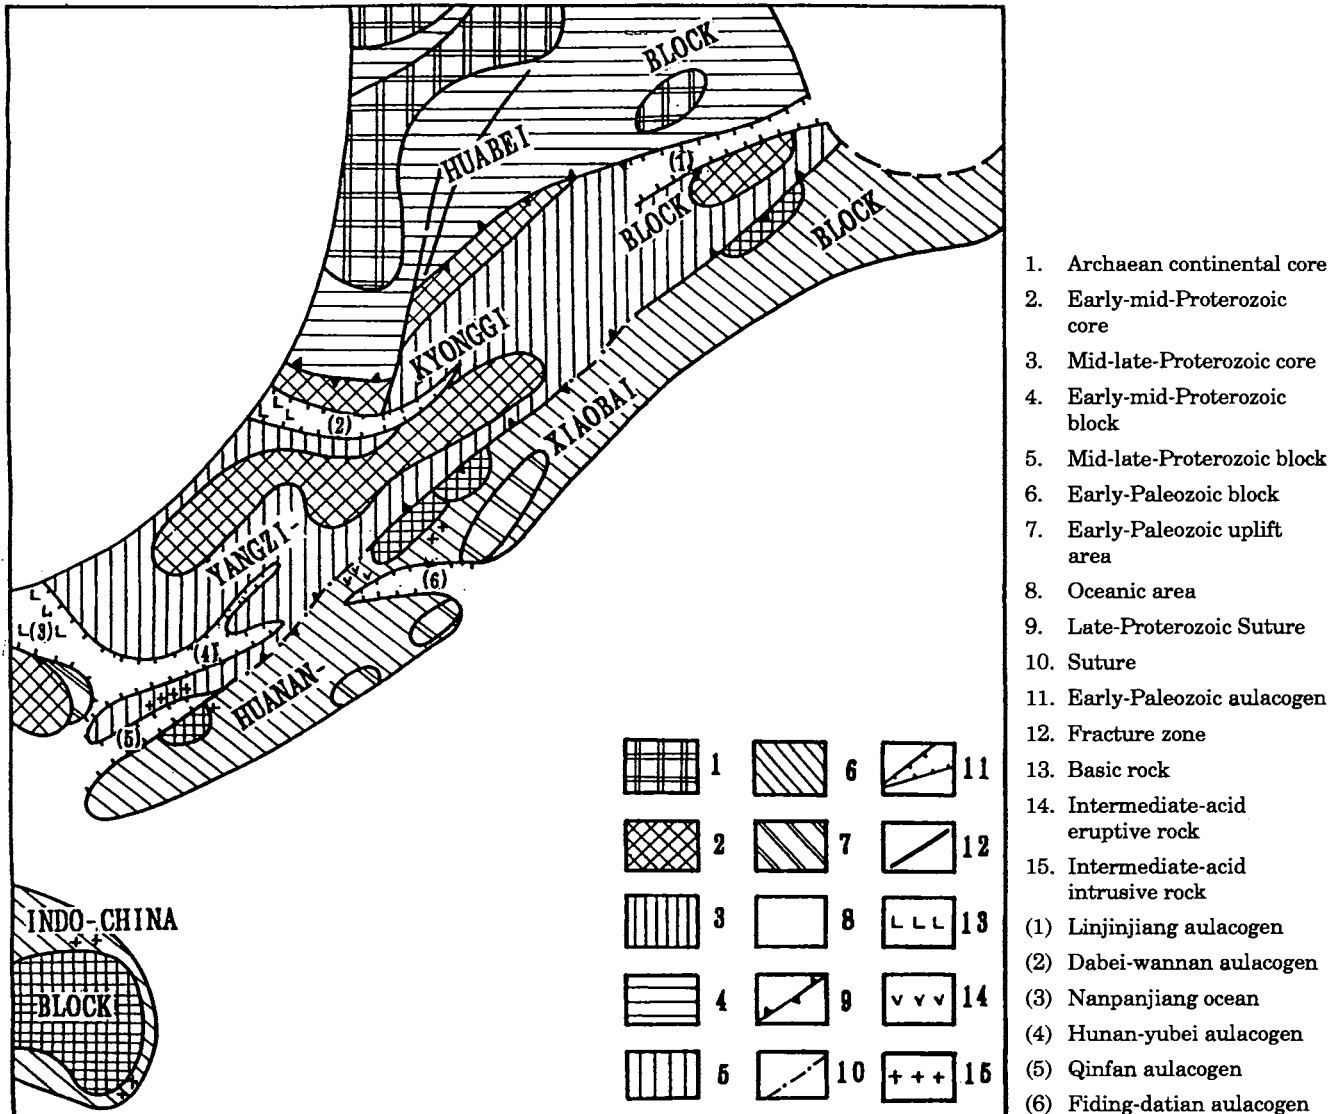 BLOCK
HUABEI
(1)
BLOCK
BLOCK
KYONGGI
(2)
XIAOBAI
YANGZI-
(6)
(3)
(4)
HUANAN-
(5)
INDO-CHINA
BLOCK
1 6 11
2 7 12
3 8 13
4 9 14
5 10 15
1. Archaean continental core
2. Early-mid-Proterozoic
core
3. Mid-late-Proterozoic core
4. Early-mid-Proterozoic
block
5. Mid-late-Proterozoic block
6. Early-Paleozoic block
7. Early-Paleozoic uplift
area
8. Oceanic area
9. Late-Proterozoic Suture
10. Suture
11. Early-Paleozoic aulacogen
12. Fracture zone
13. Basic rock
14. Intermediate-acid
eruptive rock
15. Intermediate-acid
intrusive rock
(1) Linjinjiang aulacogen
(2) Dabei-wannan aulacogen
(3) Nanpanjiang ocean
(4) Hunan-yubei aulacogen
(5) Qinfan aulacogen
(6) Fiding-datian aulacogen